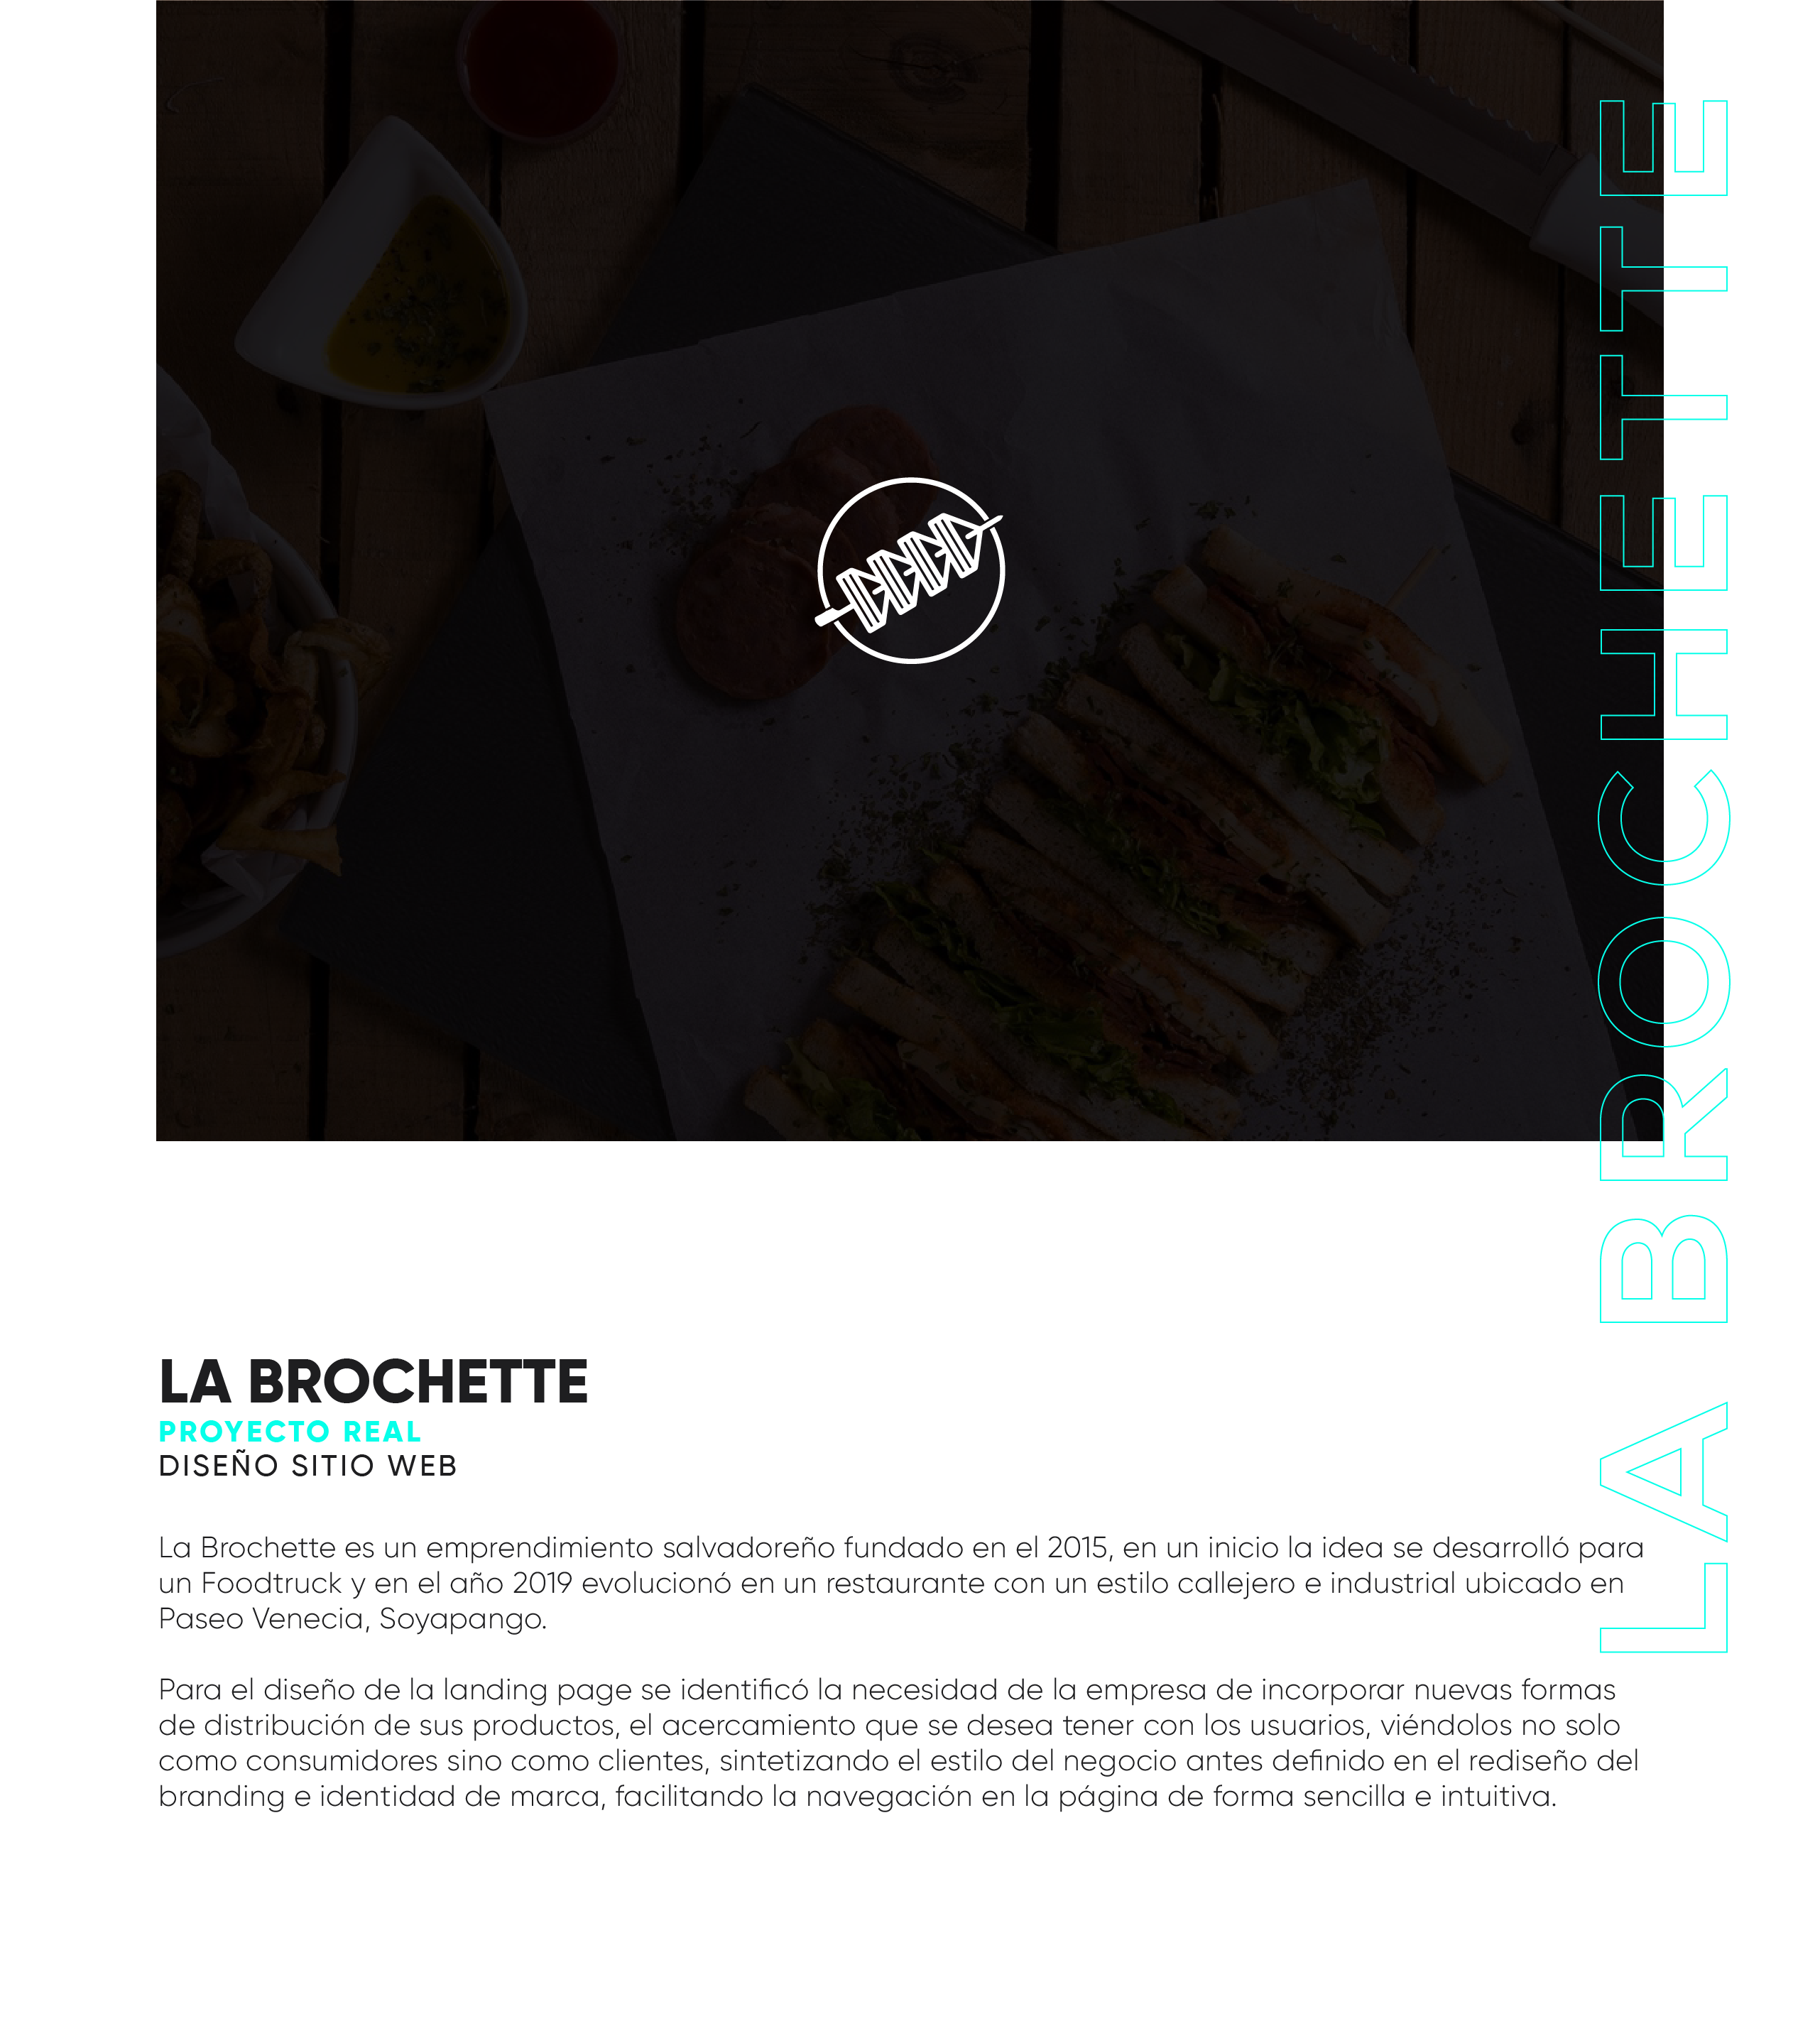 LA BROCHETTE
LA BROCHETTE
PROYECTO REAL
DISEÑO SITIO WEB
La Brochette es un emprendimiento salvadoreño fundado en el 2015, en un inicio la idea se desarrolló para
un Foodtruck y en el año 2019 evolucionó en un restaurante con un estilo callejero e industrial ubicado en
Paseo Venecia, Soyapango.
Para el diseño de la landing page se identificó la necesidad de la empresa de incorporar nuevas formas
de distribución de sus productos, el acercamiento que se desea tener con los usuarios, viéndolos no solo
como consumidores sino como clientes, sintetizando el estilo del negocio antes definido en el rediseño del
branding e identidad de marca, facilitando la navegación en la página de forma sencilla e intuitiva.